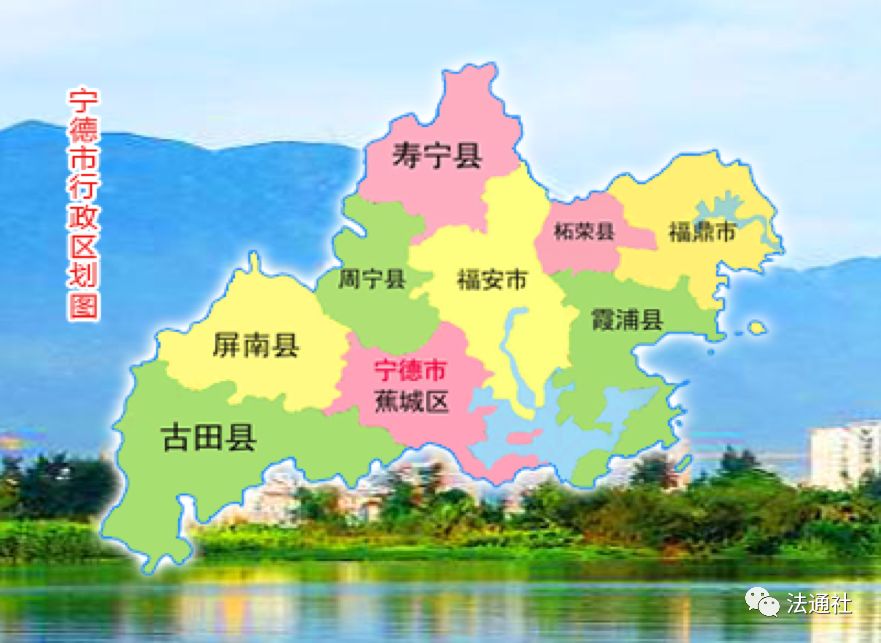 宁德市行政区划图
寿宁县
柘荣县
福鼎市
周宁县
福安市
霞浦县
屏南县
宁德市
蕉城区
古田县
法通社